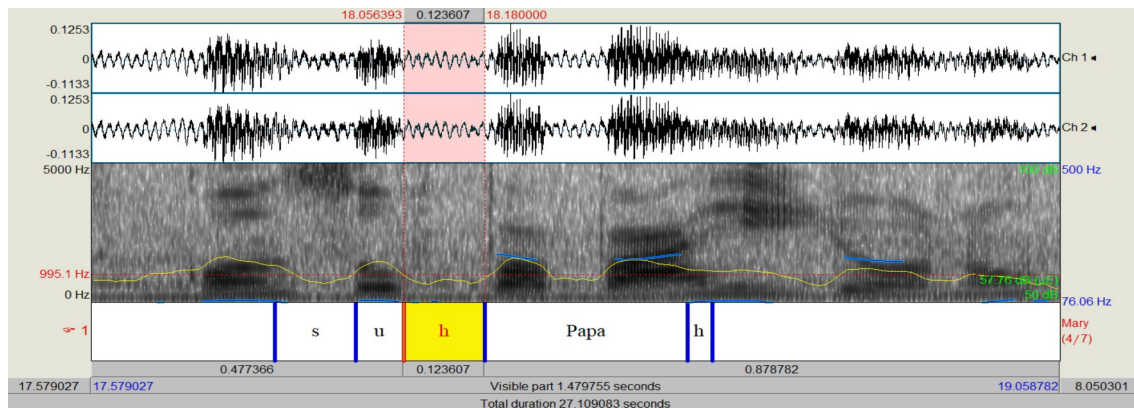 18.056393 0.123607 18.180000
0.1253
0
-0.1133
Ch 1
0.1253
0
-0.1133
Ch 2
5000 Hz
500 Hz
995.1 Hz
57.76 dB (µE)
0 Hz
50 dB
76.06 Hz
1
s u h Papa h
Mary
(4/7)
0.477366 0.123607 0.878782
17.579027 17.579027 Visible part 1.479755 seconds 19.058782 8.050301
Total duration 27.109083 seconds